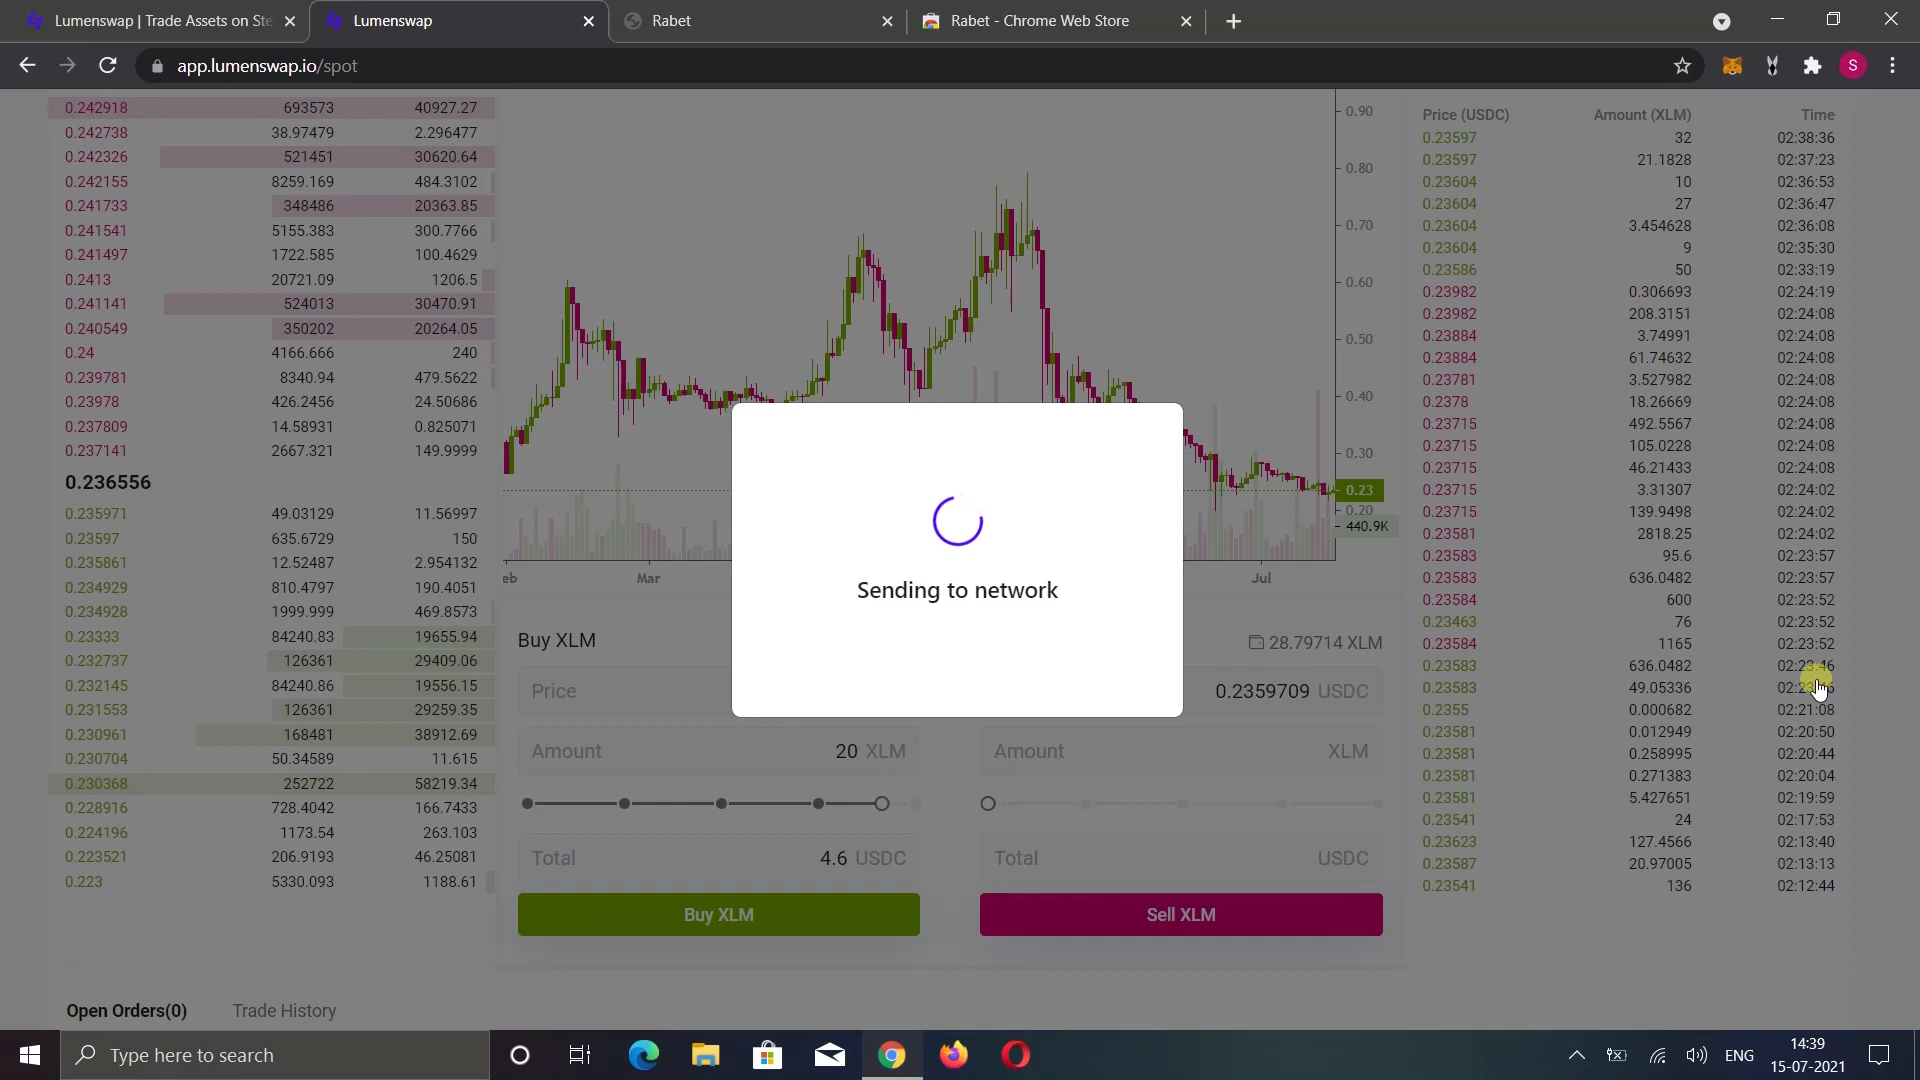 Lumenswap | Trade Assets on Ste
Lumenswap
Rabet
Rabet - Chrome Web Store
app.lumenswap.io/spot
S
0.242918 693573 40927.27
0.242738 38.97479 2.296477
0.242326 521451 30620.64
0.242155 8259.169 484.3102
0.241733 348486 20363.85
0.241541 5155.383 300.7766
0.241497 1722.585 100.4629
0.2413 20721.09 1206.5
0.241141 524013 30470.91
0.240549 350202 20264.05
0.24 4166.666 240
0.239781 8340.94 479.5622
0.23978 426.2456 24.50686
0.237809 14.58931 0.825071
0.237141 2667.321 149.9999
0.236556
0.235971 49.03129 11.56997
0.23597 635.6729 150
0.235861 12.52487 2.954132
0.234929 810.4797 190.4051
0.234928 1999.999 469.8573
0.23333 84240.83 19655.94
0.232737 126361 29409.06
0.232145 84240.86 19556.15
0.231553 126361 29259.35
0.230961 168481 38912.69
0.230704 50.34589 11.615
0.230368 252722 58219.34
0.228916 728.4042 166.7433
0.224196 1173.54 263.103
0.223521 206.9193 46.25081
0.223 5330.093 1188.61
0.90
0.80
0.70
0.60
0.50
0.40
0.30
0.23
0.20
440.9K
eb Mar Jul
Sending to network
Buy XLM
28.79714 XLM
Price
0.2359709 USDC
Amount 20 XLM
Amount XLM
Total 4.6 USDC
Total USDC
Buy XLM
Sell XLM
Price (USDC) Amount (XLM) Time
0.23597 32 02:38:36
0.23597 21.1828 02:37:23
0.23604 10 02:36:53
0.23604 27 02:36:47
0.23604 3.454628 02:36:08
0.23604 9 02:35:30
0.23586 50 02:33:19
0.23982 0.306693 02:24:19
0.23982 208.3151 02:24:08
0.23884 3.74991 02:24:08
0.23884 61.74632 02:24:08
0.23781 3.527982 02:24:08
0.2378 18.26669 02:24:08
0.23715 492.5567 02:24:08
0.23715 105.0228 02:24:08
0.23715 46.21433 02:24:08
0.23715 3.31307 02:24:02
0.23715 139.9498 02:24:02
0.23581 2818.25 02:24:02
0.23583 95.6 02:23:57
0.23583 636.0482 02:23:57
0.23584 600 02:23:52
0.23463 76 02:23:52
0.23584 1165 02:23:52
0.23583 636.0482 02:23:46
0.23583 49.05336
0.2355 0.000682 02:21:08
0.23581 0.012949 02:20:50
0.23581 0.258995 02:20:44
0.23581 0.271383 02:20:04
0.23581 5.427651 02:19:59
0.23541 24 02:17:53
0.23623 127.4566 02:13:40
0.23587 20.97005 02:13:13
0.23541 136 02:12:44
Open Orders(0) Trade History
Type here to search
ENG
14:39
15-07-2021